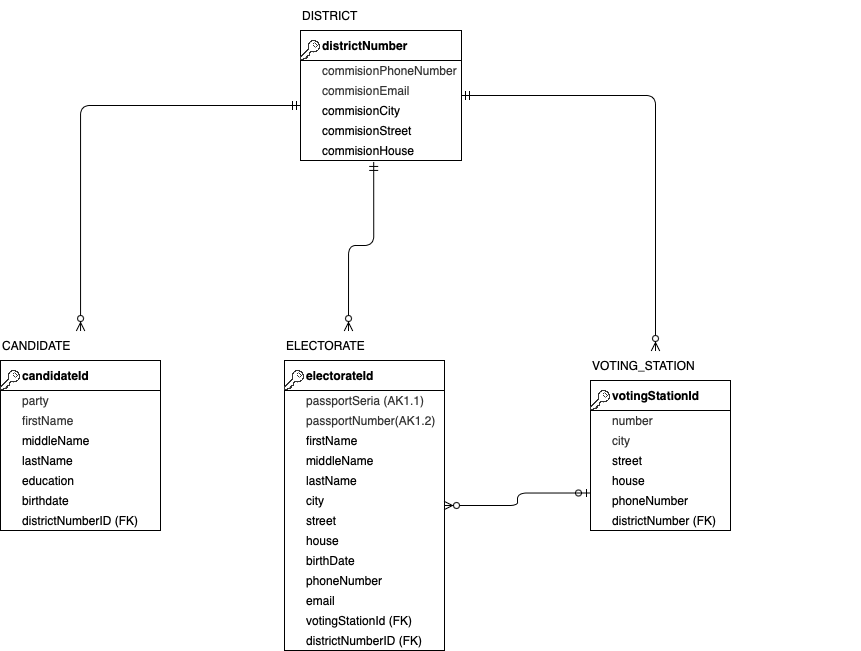 DISTRICT
districtNumber
commisionPhoneNumber
commisionEmail
commisionCity
commisionStreet
commisionHouse
CANDIDATE
candidateId
party
firstName
middleName
lastName
education
birthdate
districtNumberID (FK)
ELECTORATE
electorateId
passportSeria (AK1.1)
passportNumber(AK1.2)
firstName
middleName
lastName
city
street
house
birthDate
phoneNumber
email
votingStationId (FK)
districtNumberID (FK)
VOTING_STATION
votingStationId
number
city
street
house
phoneNumber
districtNumber (FK)